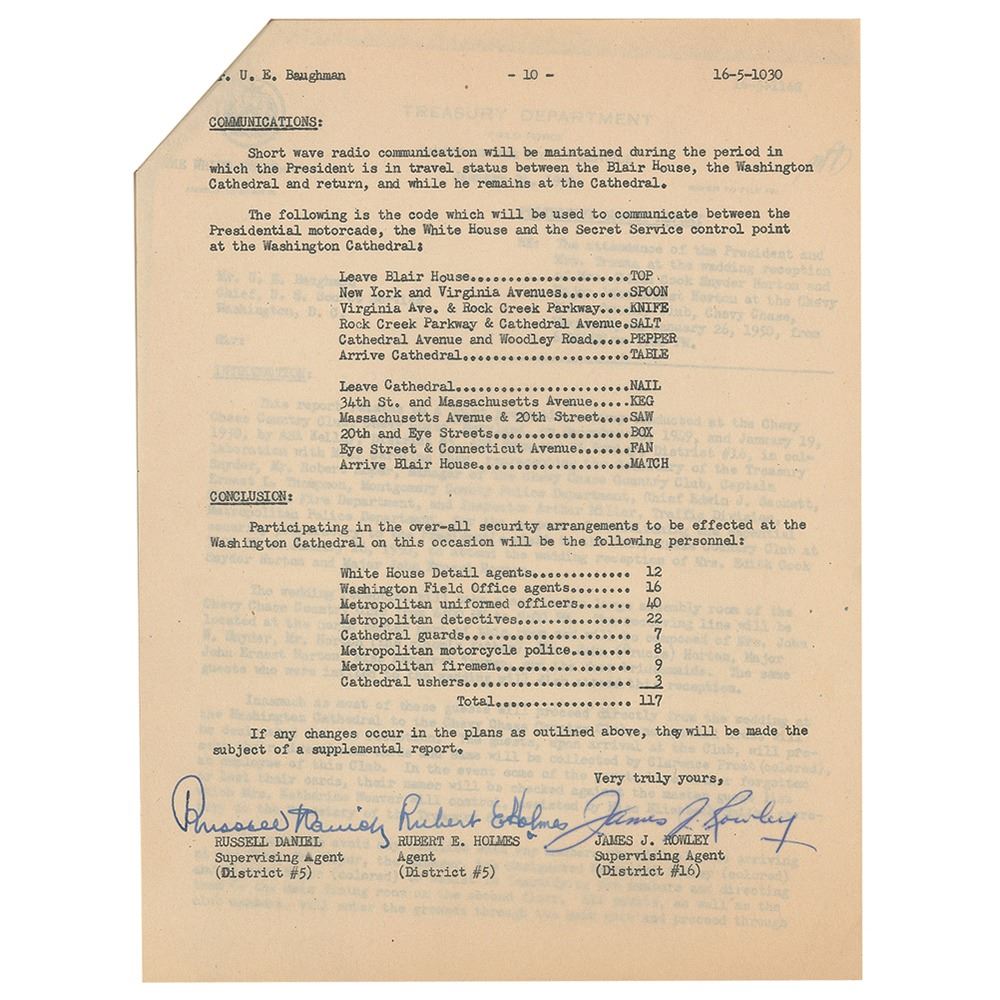 . U. E. Baughman - 10 - 16-5-1030
COMMUNICATIONS:
Short wave radio communication will be maintained during the period in
which the President is in travel status between the Blair House, the Washington
Cathedral and return, and while he remains at the Cathedral.
The following is the code which will be used to communicate between the
Presidential motorcade, the White House and the Secret Service control point
at the Washington Cathedral:
Leave Blair House....................TOP
New York and Virginia Avenues.........SPOON
Virginia Ave. & Rock Creek Parkway....KNIFE
Rock Creek Parkway & Cathedral Avenue.SALT
Cathedral Avenue and Woodley Road.....PEPPER
Arrive Cathedral.....................TABLE
Leave Cathedral......................NAIL
34th St. and Massachusetts Avenue.....KEG
Massachusetts Avenue & 20th Street....SAW
20th and Eye Streets.................BOX
Eye Street & Connecticut Avenue.......FAN
Arrive Blair House...................MATCH
CONCLUSION:
Participating in the over-all security arrangements to be effected at the
Washington Cathedral on this occasion will be the following personnel:
White House Detail agents............. 12
Washington Field Office agents........ 16
Metropolitan uniformed officers....... 40
Metropolitan detectives............... 22
Cathedral guards...................... 7
Metropolitan motorcycle police........ 8
Metropolitan firemen.................. 9
Cathedral ushers...................... 3
Total................. 117
If any changes occur in the plans as outlined above, they will be made the
subject of a supplemental report.
Very truly yours,
Russell Daniel Rubert E Holmes James J. Rowley
RUSSELL DANIEL RUBERT E. HOLMES JAMES J. ROWLEY
Supervising Agent Agent Supervising Agent
(District #5) (District #5) (District #16)